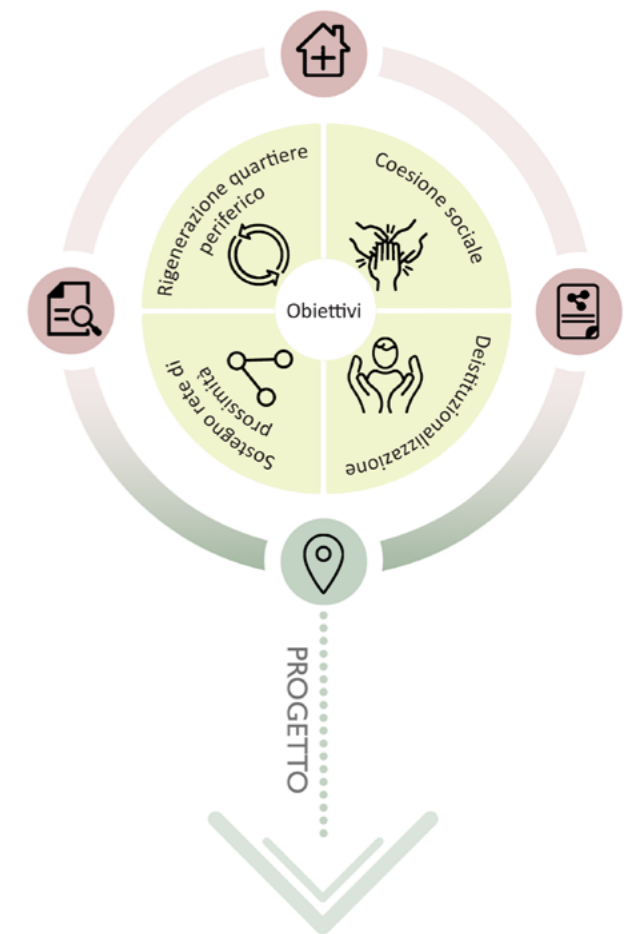 Rigenerazione quartiere
periferico
Coesione sociale
Obiettivi
Sostegno rete di
prossimità
Deistituzionalizzazione
PROGETTO